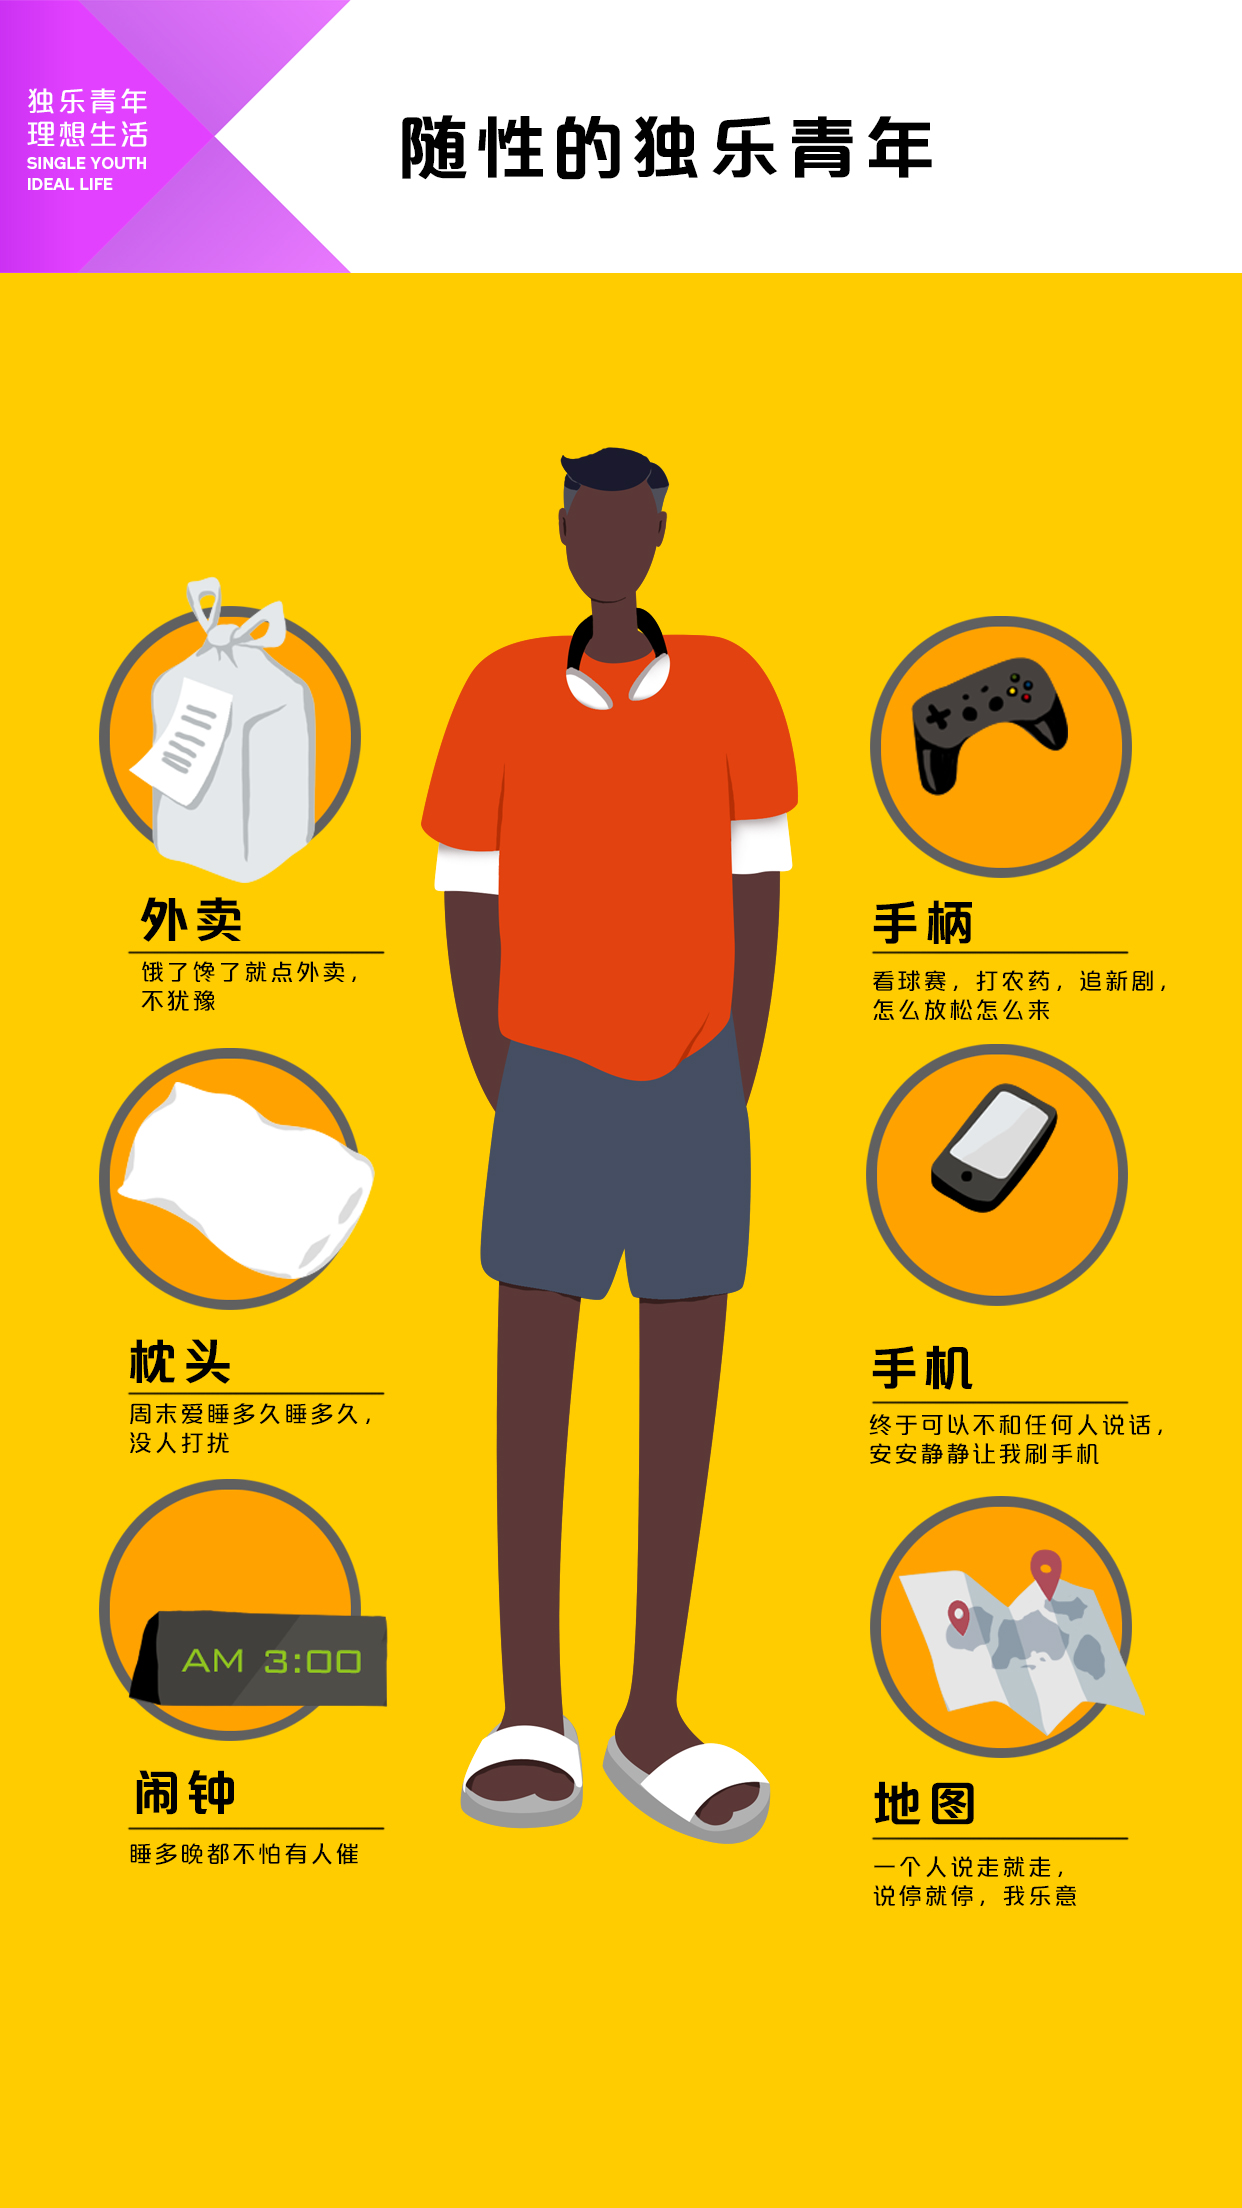 独乐青年
理想生活
SINGLE YOUTH
IDEAL LIFE
随性的独乐青年
外卖
饿了馋了就点外卖，
不犹豫
手柄
看球赛，打农药，追新剧，
怎么放松怎么来
枕头
周末爱睡多久睡多久，
没人打扰
手机
终于可以不和任何人说话，
安安静静让我刷手机
AM 3:00
闹钟
睡多晚都不怕有人催
地图
一个人说走就走，
说停就停，我乐意